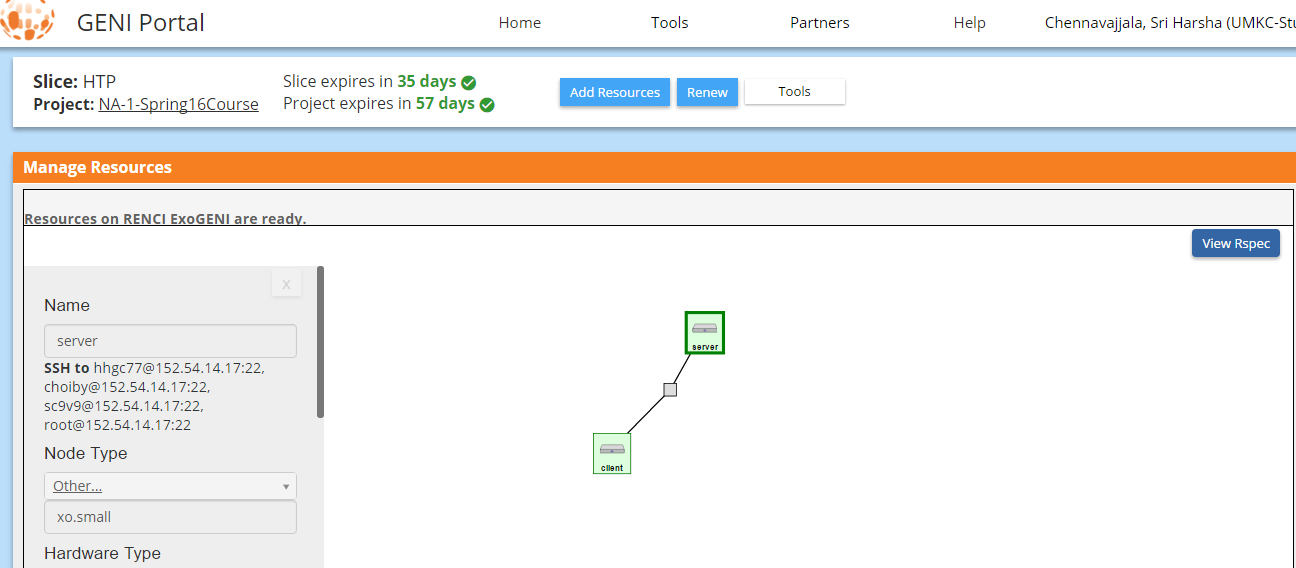 GENI Portal
Home
Tools
Partners
Help
Chennavajjala, Sri Harsha (UMKC-Stu
Slice: HTP
Project: NA-1-Spring16Course
Slice expires in 35 days
Project expires in 57 days
Add Resources
Renew
Tools
Manage Resources
Resources on RENCI ExoGENI are ready.
View Rspec
X
Name
server
SSH to hhgc77@152.54.14.17:22,
choiby@152.54.14.17:22,
sc9v9@152.54.14.17:22,
root@152.54.14.17:22
Node Type
Other...
xo.small
Hardware Type
server
client